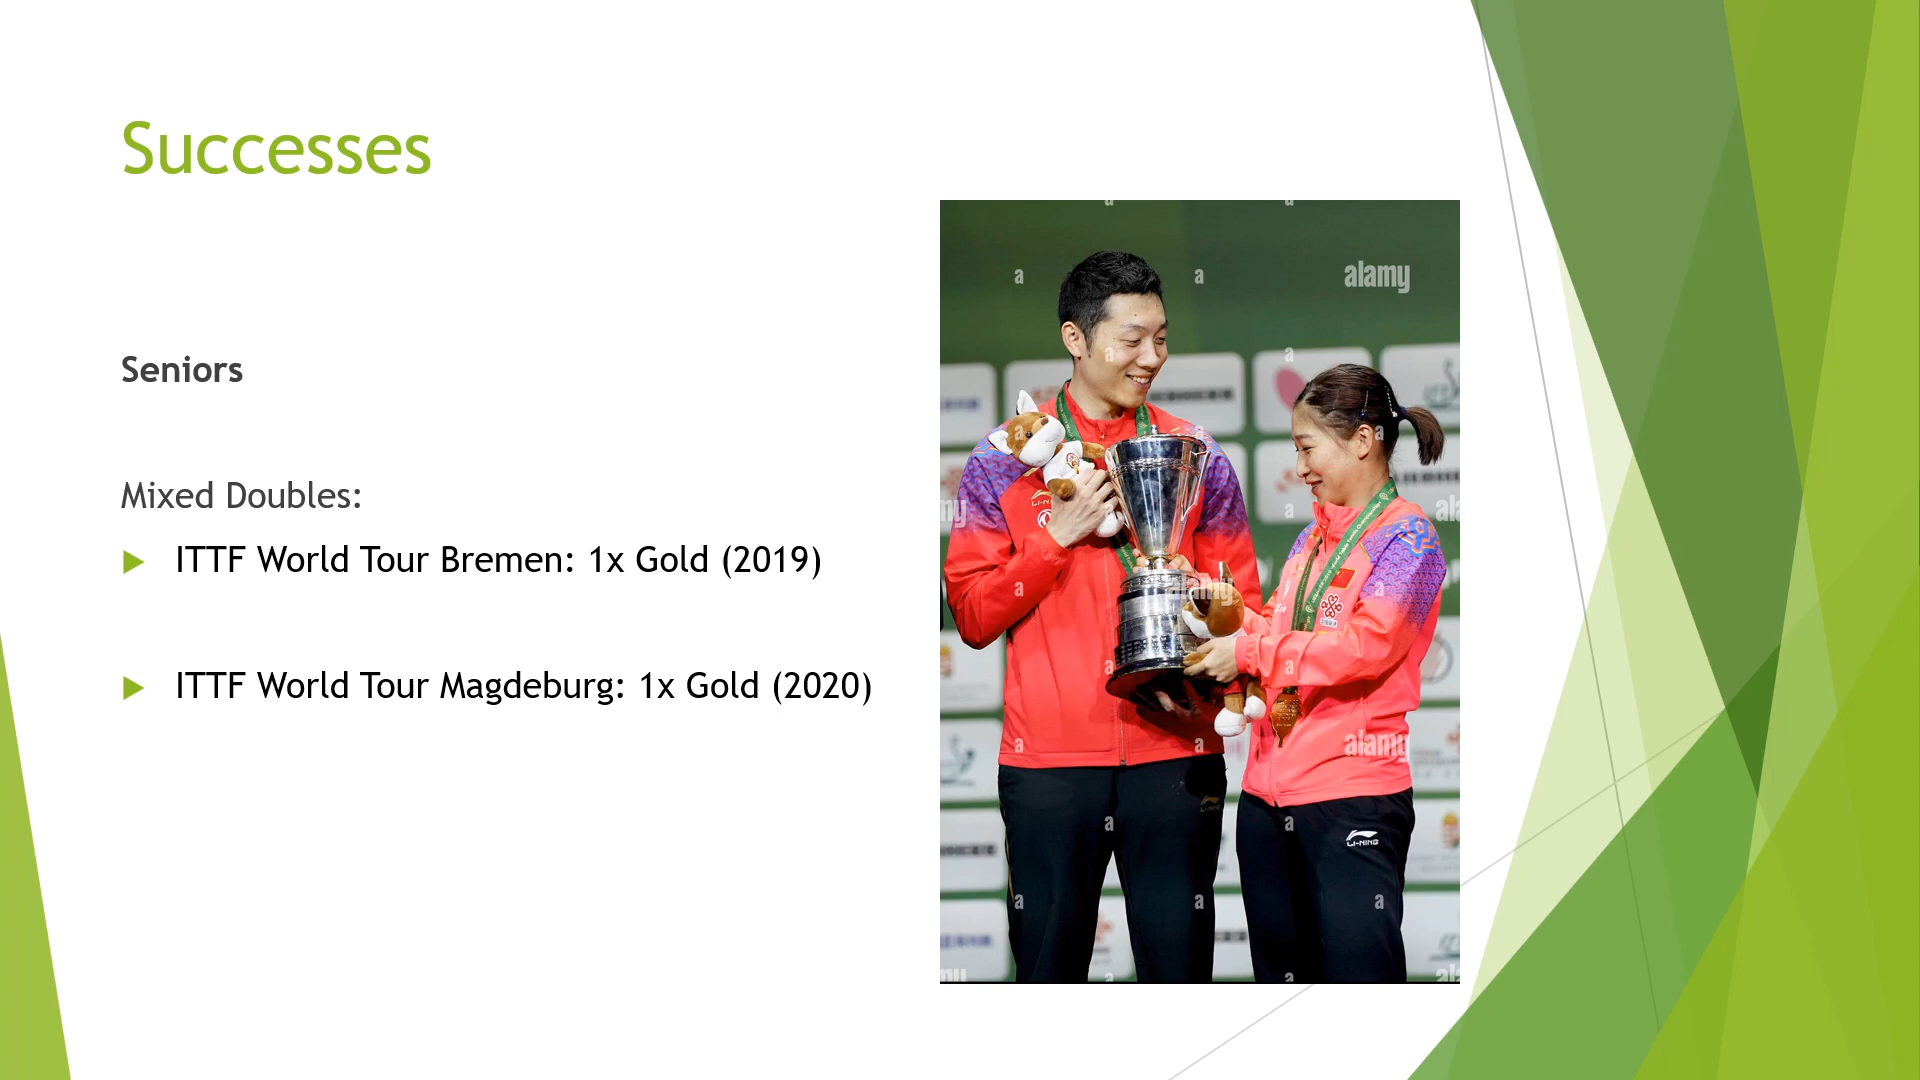 Successes
Seniors
Mixed Doubles:
ITTF World Tour Bremen: 1x Gold (2019)
ITTF World Tour Magdeburg: 1x Gold (2020)
alamy
alamy
alamy
LI-NING